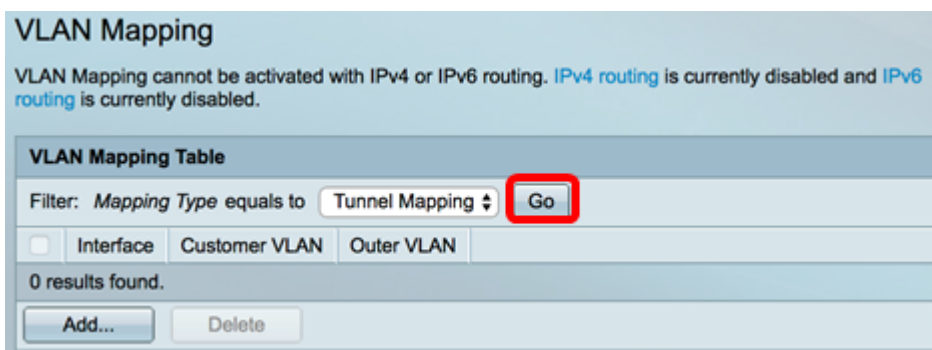 VLAN Mapping
VLAN Mapping cannot be activated with IPv4 or IPv6 routing. IPv4 routing is currently disabled and IPv6
routing is currently disabled.
VLAN Mapping Table
Filter: Mapping Type equals to Tunnel Mapping Go
Interface Customer VLAN Outer VLAN
0 results found.
Add... Delete